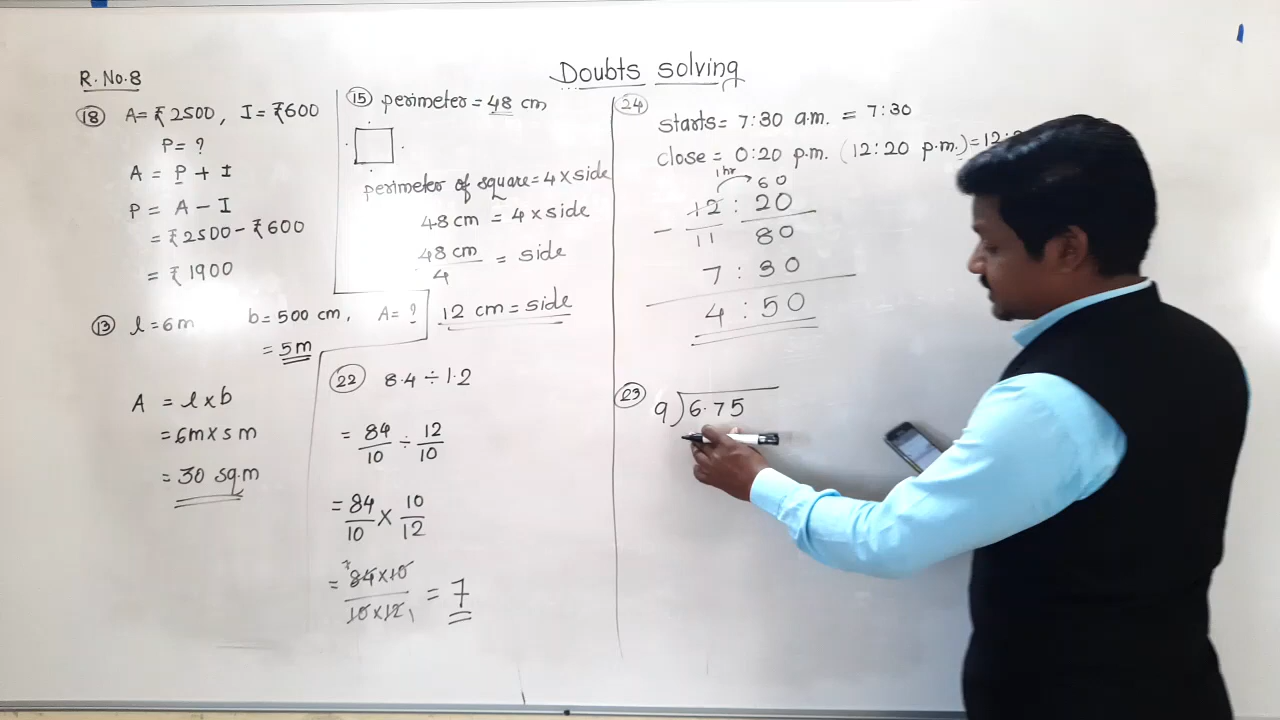 Doubts solving
R. No. 8
(18) A = ₹2500, I = ₹600
P = ?
A = P + I
P = A - I
= ₹2500 - ₹600
= ₹1900
(13) l = 6m b = 500 cm, A = ?
= 5m
A = l x b
= 6m x 5 m
= 30 sq.m
(15) perimeter = 48 cm
perimeter of square = 4 x side
48 cm = 4 x side
48 cm / 4 = side
12 cm = side
(22) 8.4 ÷ 1.2
= 84/10 ÷ 12/10
= 84/10 x 10/12
= 84 x 10 / 10 x 12 = 7
7 1
(24) starts = 7:30 a.m. = 7:30
close = 0:20 p.m. (12:20 p.m.) = 12:
1hr 60
12 : 20
- 11 80
7 : 30
4 : 50
(23) 9)6.75